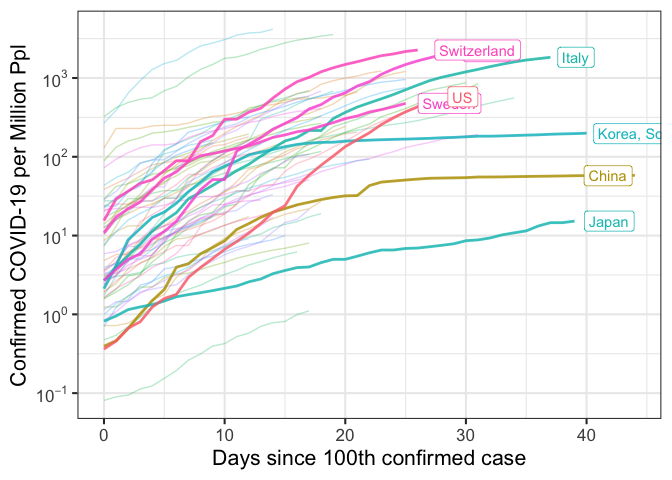 Confirmed COVID-19 per Million Ppl
10³
10²
10¹
10⁰
10⁻¹
Switzerland
Italy
US
Korea, So
China
Japan
0 10 20 30 40
Days since 100th confirmed case